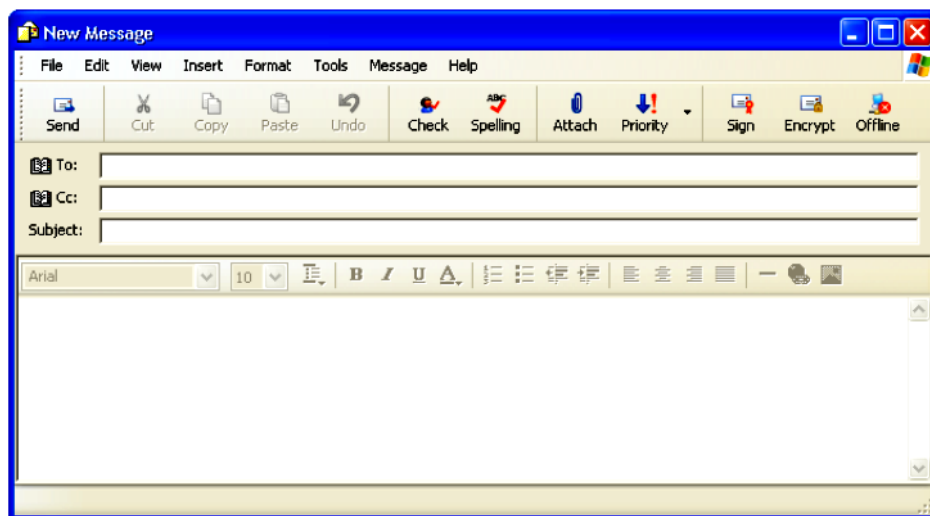 New Message
File Edit View Insert Format Tools Message Help
Send Cut Copy Paste Undo Check ABC Spelling Attach Priority Sign Encrypt Offline
To:
Cc:
Subject:
Arial 10 B I U A